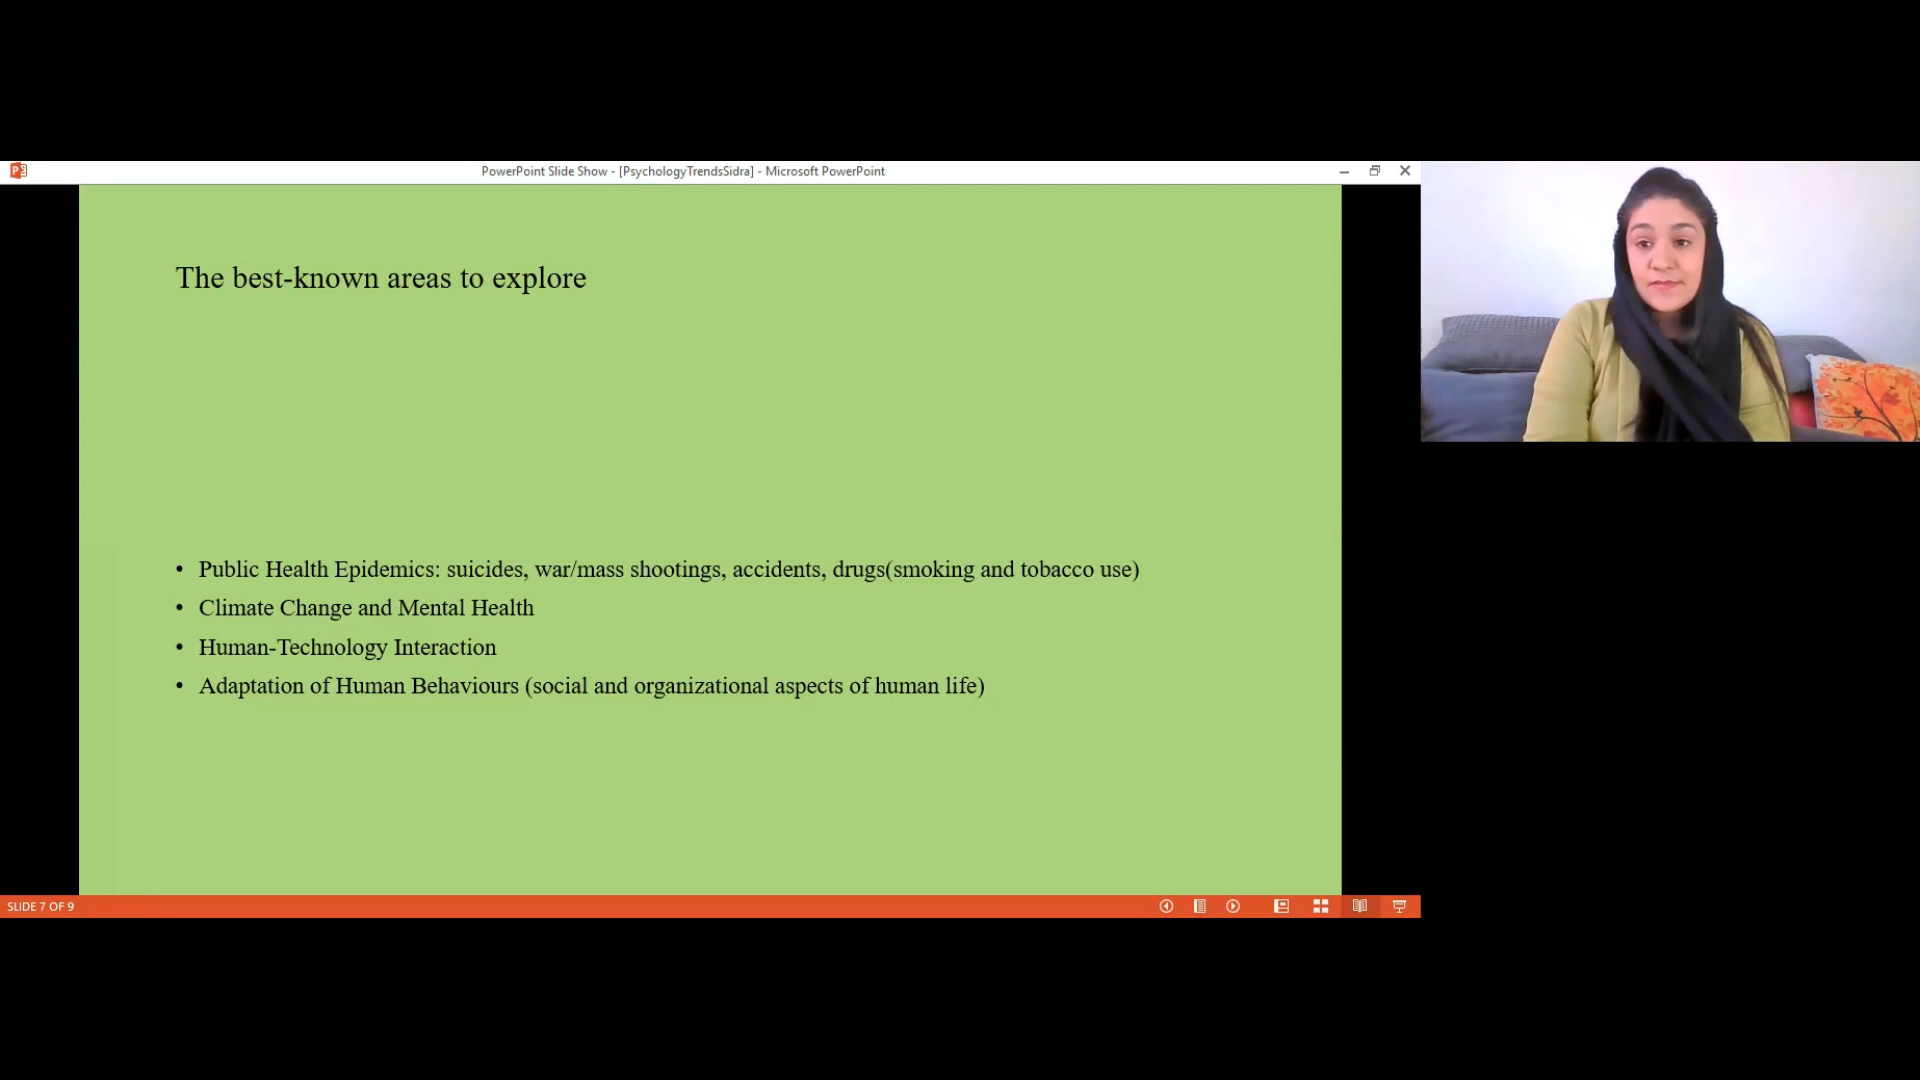 PowerPoint Slide Show - [PsychologyTrendsSidra] - Microsoft PowerPoint
The best-known areas to explore
• Public Health Epidemics: suicides, war/mass shootings, accidents, drugs(smoking and tobacco use)
• Climate Change and Mental Health
• Human-Technology Interaction
• Adaptation of Human Behaviours (social and organizational aspects of human life)
SLIDE 7 OF 9